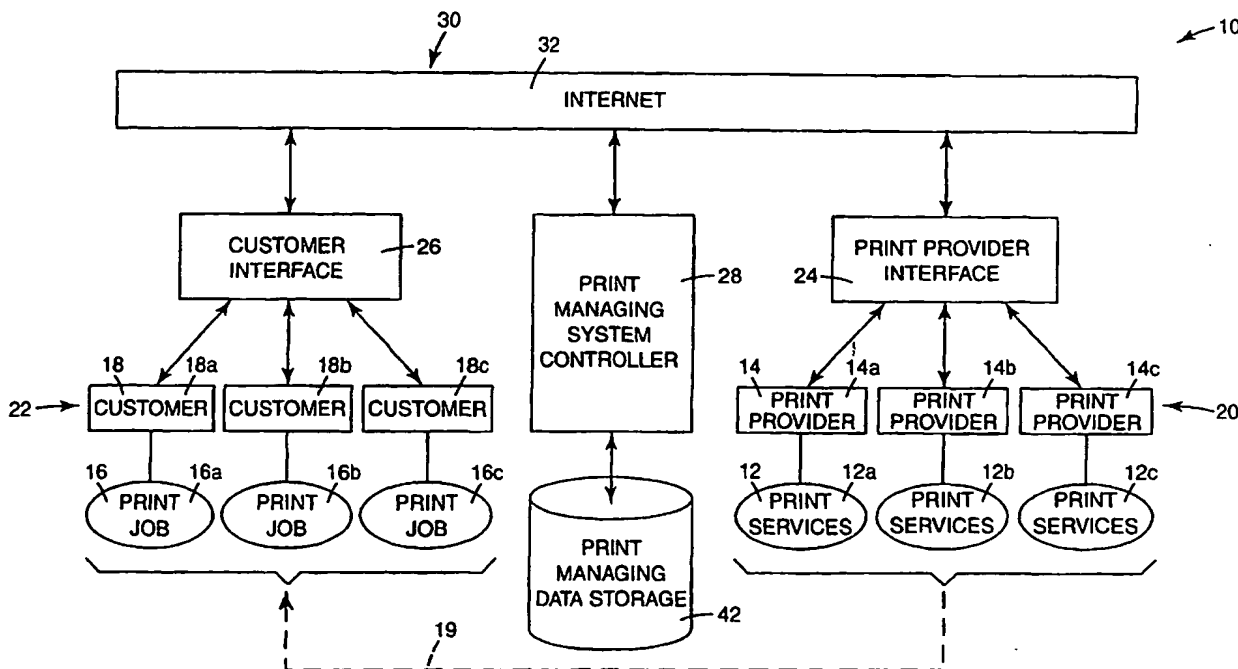 30
10
32
INTERNET
CUSTOMER
INTERFACE
26
PRINT
MANAGING
SYSTEM
CONTROLLER
28
PRINT PROVIDER
INTERFACE
24
22
18
18a
CUSTOMER
18b
CUSTOMER
18c
CUSTOMER
14
14a
PRINT
PROVIDER
14b
PRINT
PROVIDER
14c
PRINT
PROVIDER
20
16
16a
PRINT
JOB
16b
PRINT
JOB
16c
PRINT
JOB
PRINT
MANAGING
DATA STORAGE
42
12
12a
PRINT
SERVICES
12b
PRINT
SERVICES
12c
PRINT
SERVICES
19